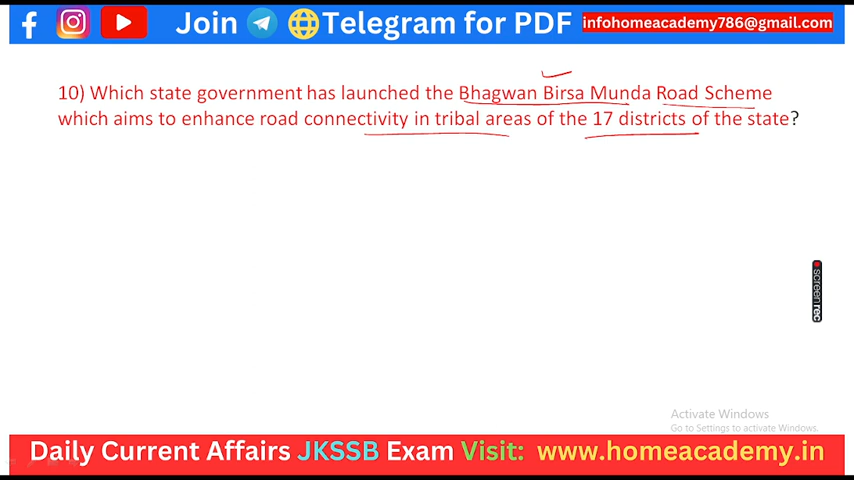 Join Telegram for PDF infohomeacademy786@gmail.com
10) Which state government has launched the Bhagwan Birsa Munda Road Scheme
which aims to enhance road connectivity in tribal areas of the 17 districts of the state?
screenrec
Activate Windows
Go to Settings to activate Windows.
Daily Current Affairs JKSSB Exam Visit: www.homeacademy.in